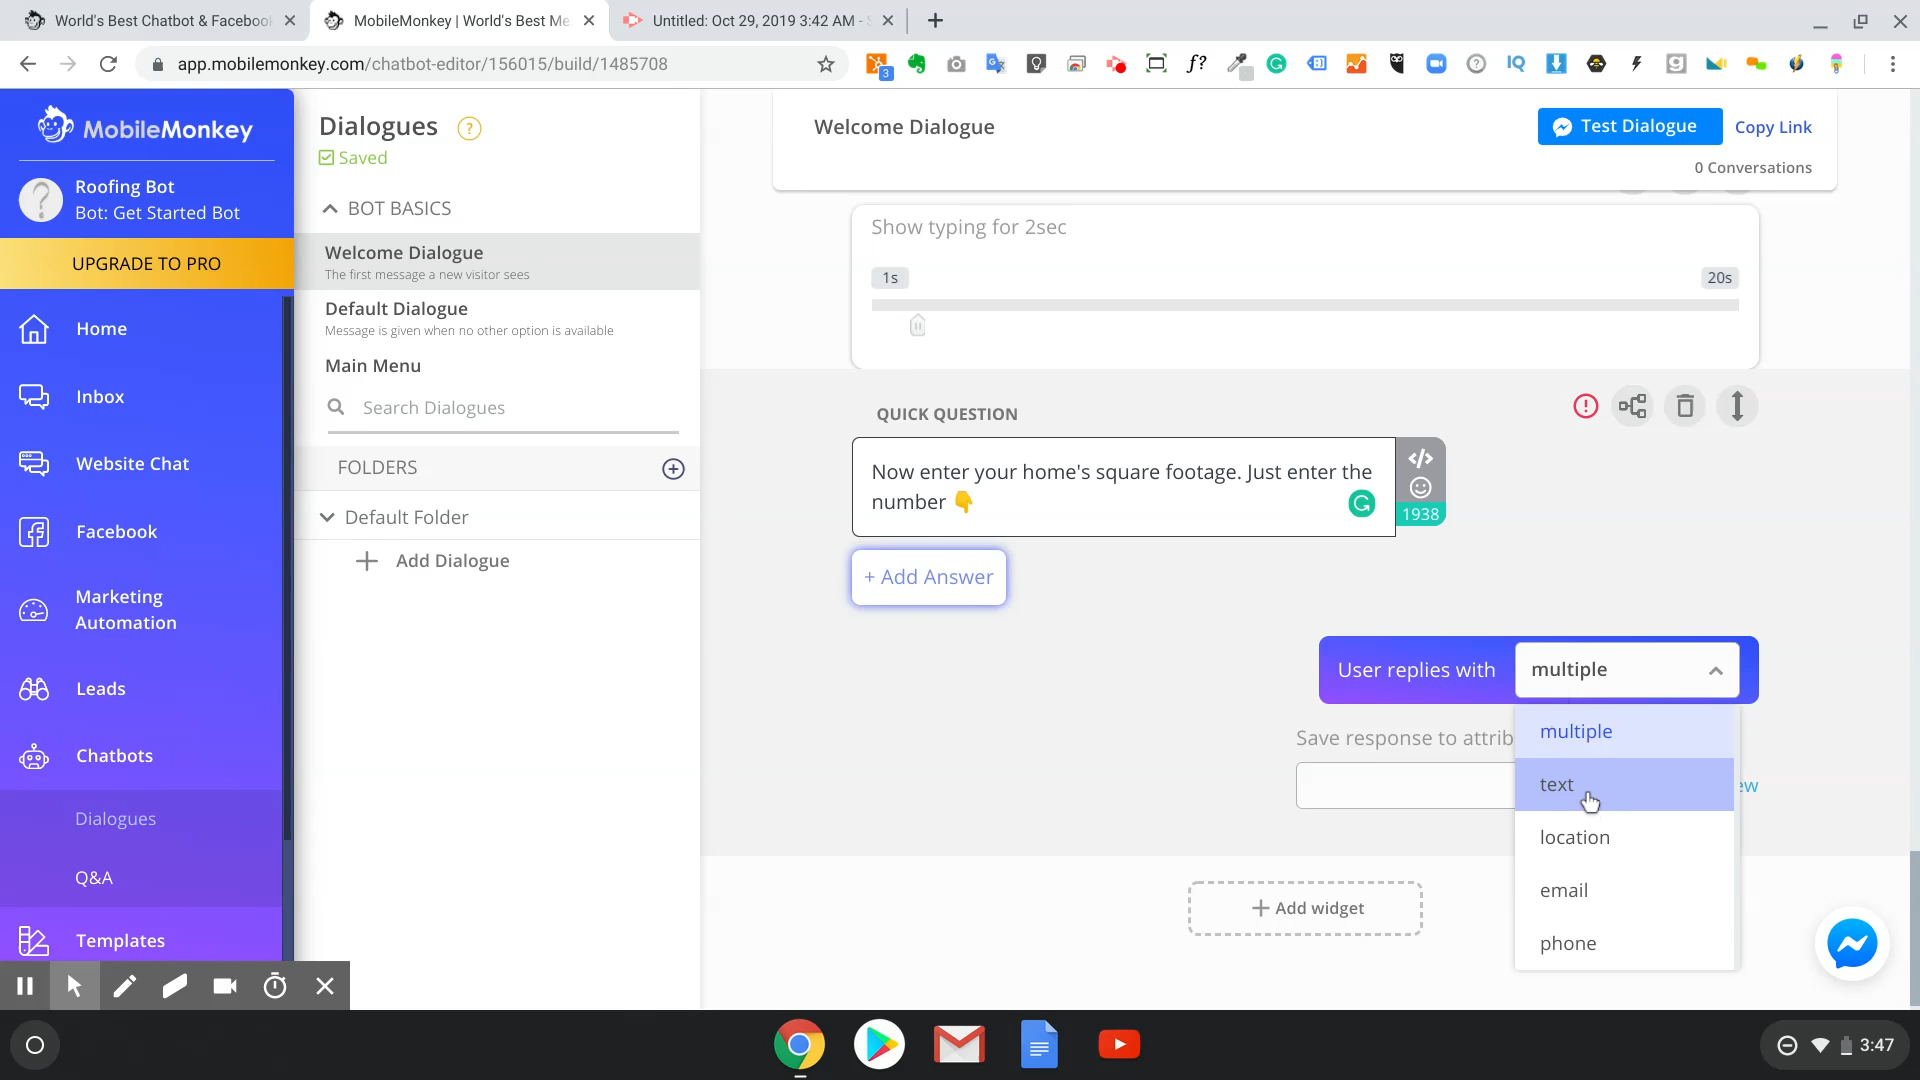 World's Best Chatbot & Faceboo
MobileMonkey | World's Best Me
Untitled: Oct 29, 2019 3:42 AM -
app.mobilemonkey.com/chatbot-editor/156015/build/1485708
3
f?
IQ
MobileMonkey
Roofing Bot
Bot: Get Started Bot
UPGRADE TO PRO
Home
Inbox
Website Chat
Facebook
Marketing
Automation
Leads
Chatbots
Dialogues
Q&A
Templates
Dialogues
?
Saved
BOT BASICS
Welcome Dialogue
The first message a new visitor sees
Default Dialogue
Message is given when no other option is available
Main Menu
Search Dialogues
FOLDERS
Default Folder
Add Dialogue
Welcome Dialogue
Test Dialogue
Copy Link
0 Conversations
Show typing for 2sec
1s
20s
QUICK QUESTION
Now enter your home's square footage. Just enter the
number 👇
1938
+ Add Answer
User replies with
multiple
Save response to attrib
multiple
text
ew
location
email
phone
+ Add widget
3:47